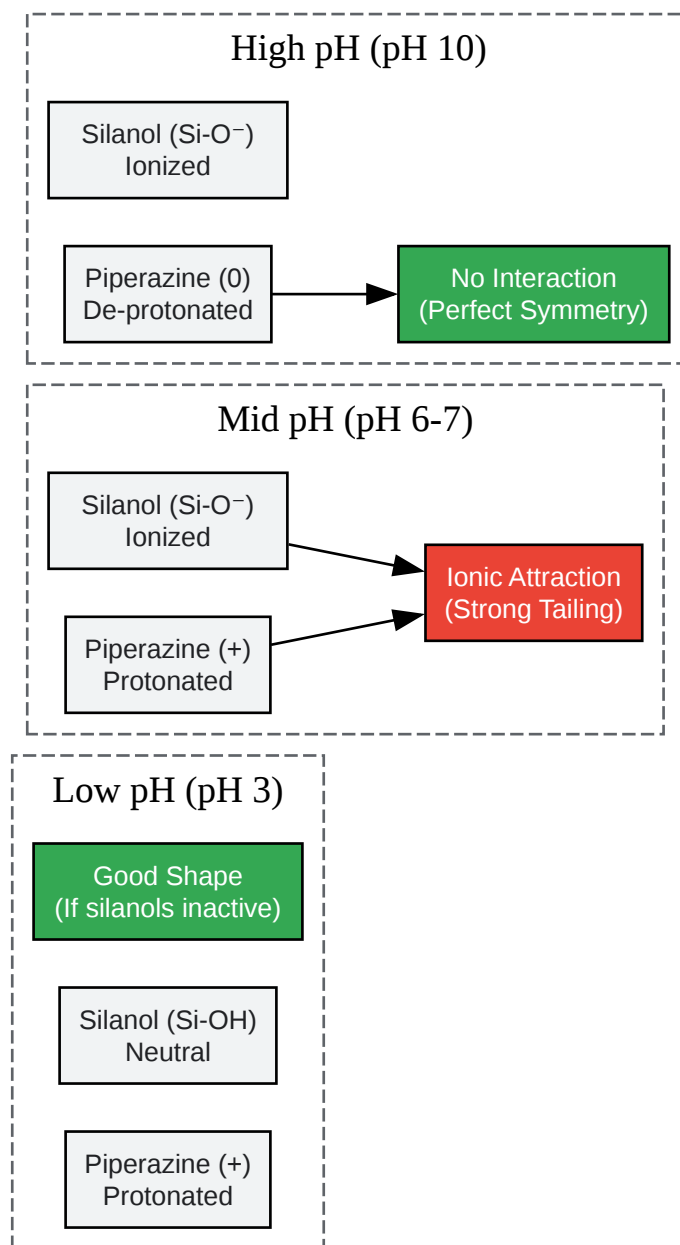 High pH (pH 10)
Silanol (Si-O⁻)
Ionized
Piperazine (0)
De-protonated
No Interaction
(Perfect Symmetry)
Mid pH (pH 6-7)
Silanol (Si-O⁻)
Ionized
Ionic Attraction
(Strong Tailing)
Piperazine (+)
Protonated
Low pH (pH 3)
Good Shape
(If silanols inactive)
Silanol (Si-OH)
Neutral
Piperazine (+)
Protonated